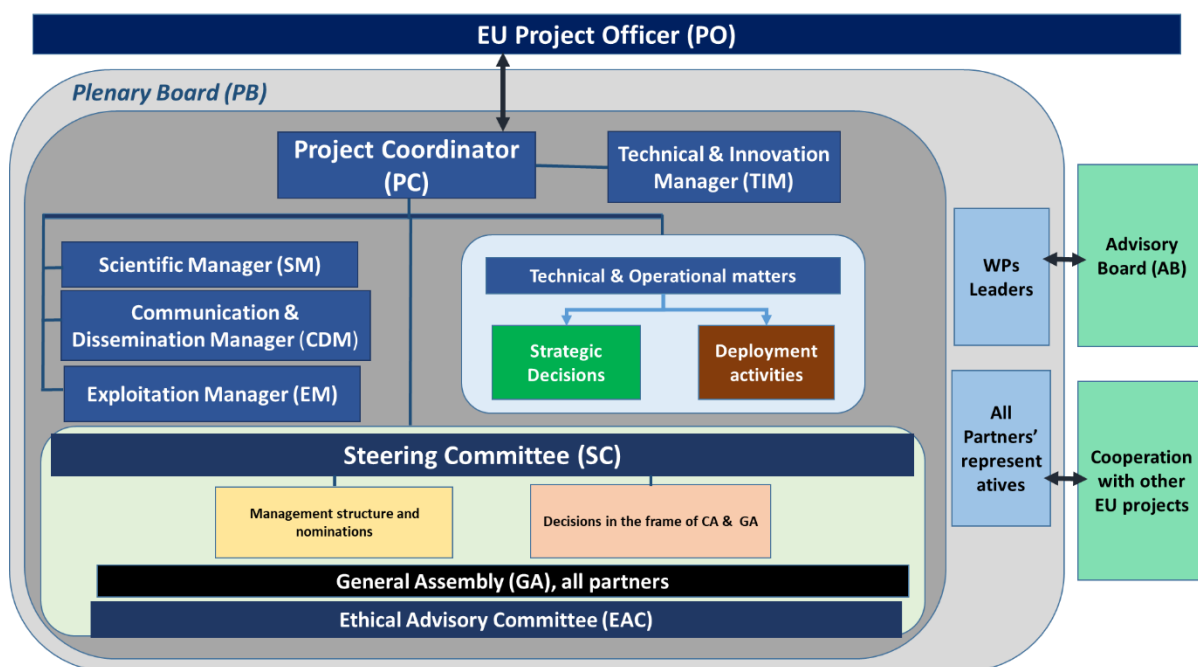 EU Project Officer (PO)
Plenary Board (PB)
Project Coordinator
(PC)
Technical & Innovation
Manager (TIM)
Scientific Manager (SM)
Communication &
Dissemination Manager (CDM)
Exploitation Manager (EM)
Technical & Operational matters
Strategic
Decisions
Deployment
activities
WPs
Leaders
Advisory
Board (AB)
All
Partners’
represent
atives
Cooperation
with other
EU projects
Steering Committee (SC)
Management structure and
nominations
Decisions in the frame of CA & GA
General Assembly (GA), all partners
Ethical Advisory Committee (EAC)